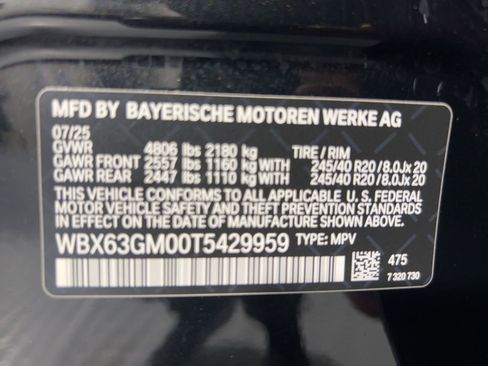 MFD BY BAYERISCHE MOTOREN WERKE AG
07/25
GVWR 4806 lbs 2180 kg TIRE / RIM
GAWR FRONT 2557 lbs 1160 kg WITH 245/40 R20 / 8.0Jx 20
GAWR REAR 2447 lbs 1110 kg WITH 245/40 R20 / 8.0Jx 20
THIS VEHICLE CONFORMS TO ALL APPLICABLE U. S. FEDERAL
MOTOR VEHICLE SAFETY AND THEFT PREVENTION STANDARDS
IN EFFECT ON THE DATE OF MANUFACTURE SHOWN ABOVE.
WBX63GM00T5429959 TYPE: MPV
475
7 320 730